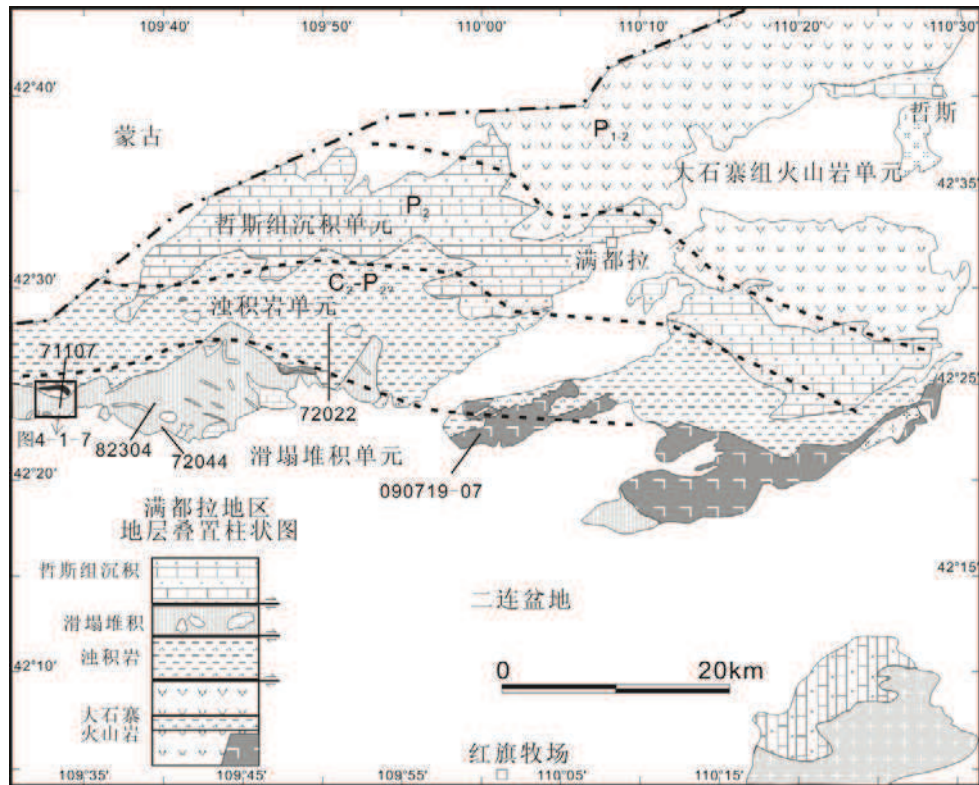 109°40′ 109°50′ 110°00′ 110°10′ 110°20′ 110°30′
42°40′
哲斯
蒙古
P₁₋₂
大石寨组火山岩单元
42°35′
P₂
哲斯组沉积单元
满都拉
42°30′
C₂-P₂?
浊积岩单元
71107
42°25′
72022
图4-1-7
82304
72044
滑塌堆积单元
090719-07
42°20′
满都拉地区
地层叠置柱状图
哲斯组沉积
42°15′
二连盆地
滑塌堆积
浊积岩
42°10′
0 20km
大石寨
火山岩
红旗牧场
109°35′ 109°45′ 109°55′ 110°05′ 110°15′